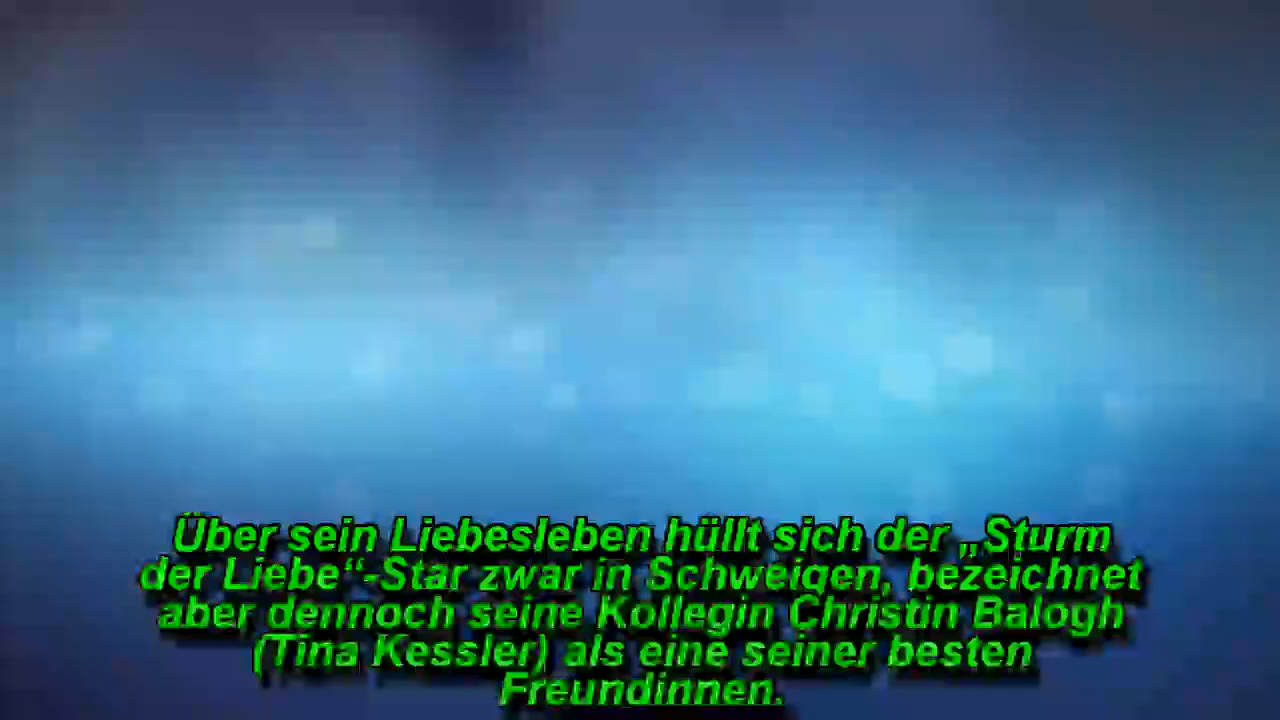 Über sein Liebesleben hüllt sich der „Sturm
der Liebe“-Star zwar in Schweigen, bezeichnet
aber dennoch seine Kollegin Christin Balogh
(Tina Kessler) als eine seiner besten
Freundinnen.